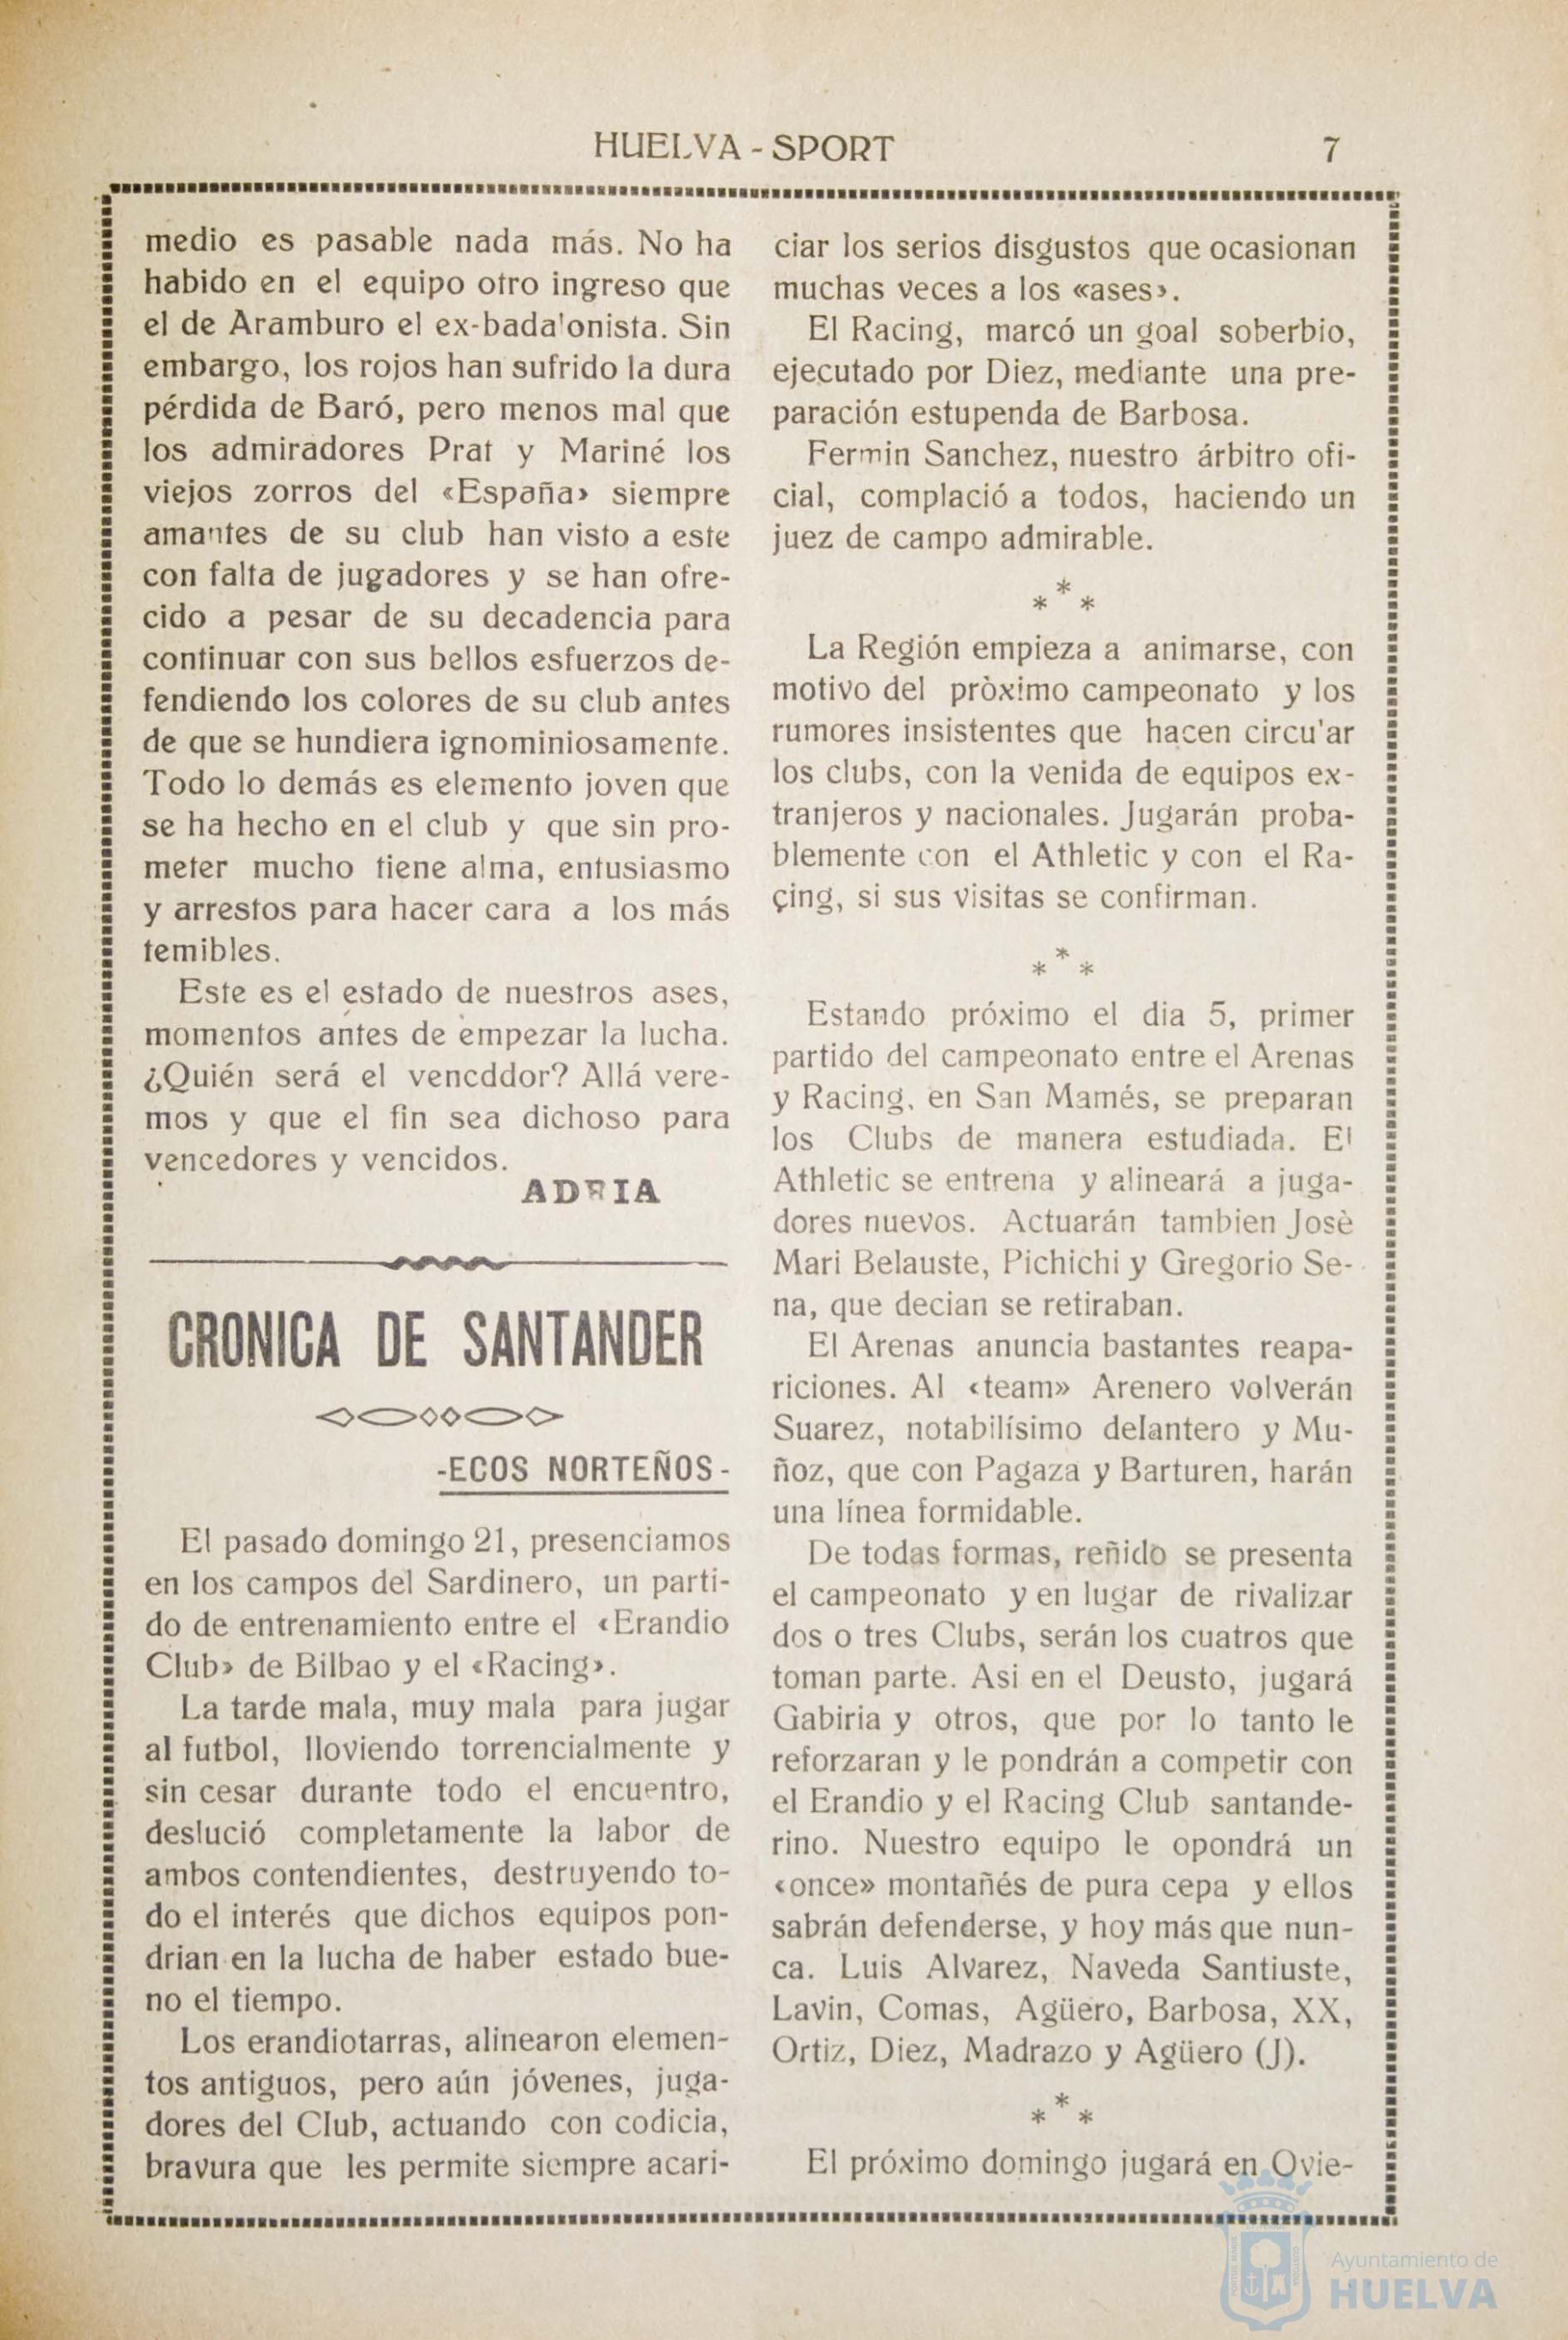 HUELVA - SPORT
7
medio es pasable nada más. No ha
habido en el equipo otro ingreso que
el de Aramburo el ex-bada'onista. Sin
embargo, los rojos han sufrido la dura
pérdida de Baró, pero menos mal que
los admiradores Prat y Mariné los
viejos zorros del «España» siempre
amantes de su club han visto a este
con falta de jugadores y se han ofre-
cido a pesar de su decadencia para
continuar con sus bellos esfuerzos de-
fendiendo los colores de su club antes
de que se hundiera ignominiosamente.
Todo lo demás es elemento joven que
se ha hecho en el club y que sin pro-
meter mucho tiene alma, entusiasmo
y arrestos para hacer cara a los más
temibles.
Este es el estado de nuestros ases,
momentos antes de empezar la lucha.
¿Quién será el vencddor? Allá vere-
mos y que el fin sea dichoso para
vencedores y vencidos.
ADRIA
CRONICA DE SANTANDER
-ECOS NORTEÑOS-
El pasado domingo 21, presenciamos
en los campos del Sardinero, un parti-
do de entrenamiento entre el «Erandio
Club» de Bilbao y el «Racing».
La tarde mala, muy mala para jugar
al futbol, lloviendo torrencialmente y
sin cesar durante todo el encuentro,
deslució completamente la labor de
ambos contendientes, destruyendo to-
do el interés que dichos equipos pon-
drian en la lucha de haber estado bue-
no el tiempo.
Los erandiotarras, alinearon elemen-
tos antiguos, pero aún jóvenes, juga-
dores del Club, actuando con codicia,
bravura que les permite siempre acari-
ciar los serios disgustos que ocasionan
muchas veces a los «ases».
El Racing, marcó un goal soberbio,
ejecutado por Diez, mediante una pre-
paración estupenda de Barbosa.
Fermin Sanchez, nuestro árbitro ofi-
cial, complació a todos, haciendo un
juez de campo admirable.
* * *
La Región empieza a animarse, con
motivo del pròximo campeonato y los
rumores insistentes que hacen circu'ar
los clubs, con la venida de equipos ex-
tranjeros y nacionales. Jugarán proba-
blemente con el Athletic y con el Ra-
çing, si sus visitas se confirman.
* * *
Estando próximo el dia 5, primer
partido del campeonato entre el Arenas
y Racing, en San Mamés, se preparan
los Clubs de manera estudiada. El
Athletic se entrena y alineará a juga-
dores nuevos. Actuarán tambien Josè
Mari Belauste, Pichichi y Gregorio Se-
na, que decian se retiraban.
El Arenas anuncia bastantes reapa-
riciones. Al «team» Arenero volverán
Suarez, notabilísimo delantero y Mu-
ñoz, que con Pagaza y Barturen, harán
una línea formidable.
De todas formas, reñido se presenta
el campeonato y en lugar de rivalizar
dos o tres Clubs, serán los cuatros que
toman parte. Asi en el Deusto, jugará
Gabiria y otros, que por lo tanto le
reforzaran y le pondrán a competir con
el Erandio y el Racing Club santande-
rino. Nuestro equipo le opondrá un
«once» montañés de pura cepa y ellos
sabrán defenderse, y hoy más que nun-
ca. Luis Alvarez, Naveda Santiuste,
Lavin, Comas, Agüero, Barbosa, XX,
Ortiz, Diez, Madrazo y Agüero (J).
* * *
El próximo domingo jugará en Ovie-
Ayuntamiento de
HUELVA